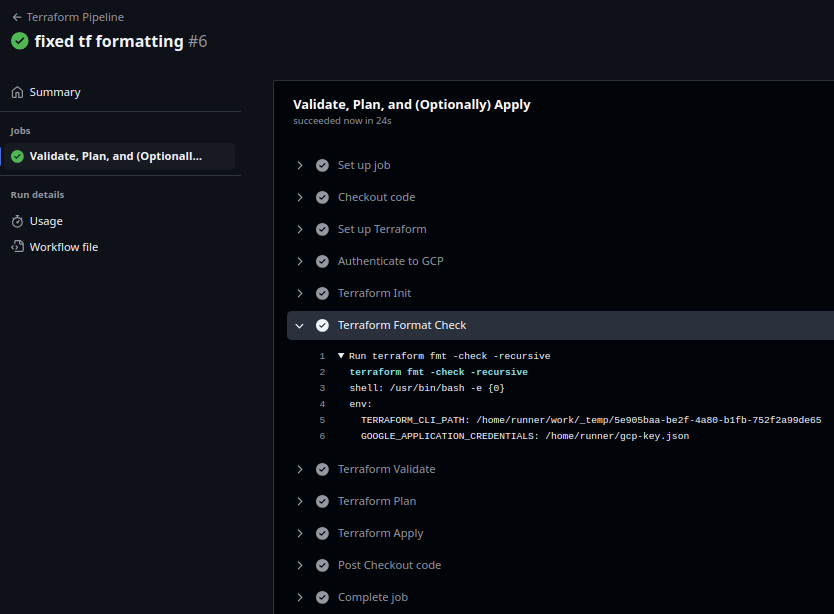 Terraform Pipeline
fixed tf formatting #6
Summary
Jobs
Validate, Plan, and (Optionall...
Run details
Usage
Workflow file
Validate, Plan, and (Optionally) Apply
succeeded now in 24s
Set up job
Checkout code
Set up Terraform
Authenticate to GCP
Terraform Init
Terraform Format Check
1 Run terraform fmt -check -recursive
2 terraform fmt -check -recursive
3 shell: /usr/bin/bash -e {0}
4 env:
5 TERRAFORM_CLI_PATH: /home/runner/work/_temp/5e905baa-be2f-4a80-b1fb-752f2a99de65
6 GOOGLE_APPLICATION_CREDENTIALS: /home/runner/gcp-key.json
Terraform Validate
Terraform Plan
Terraform Apply
Post Checkout code
Complete job